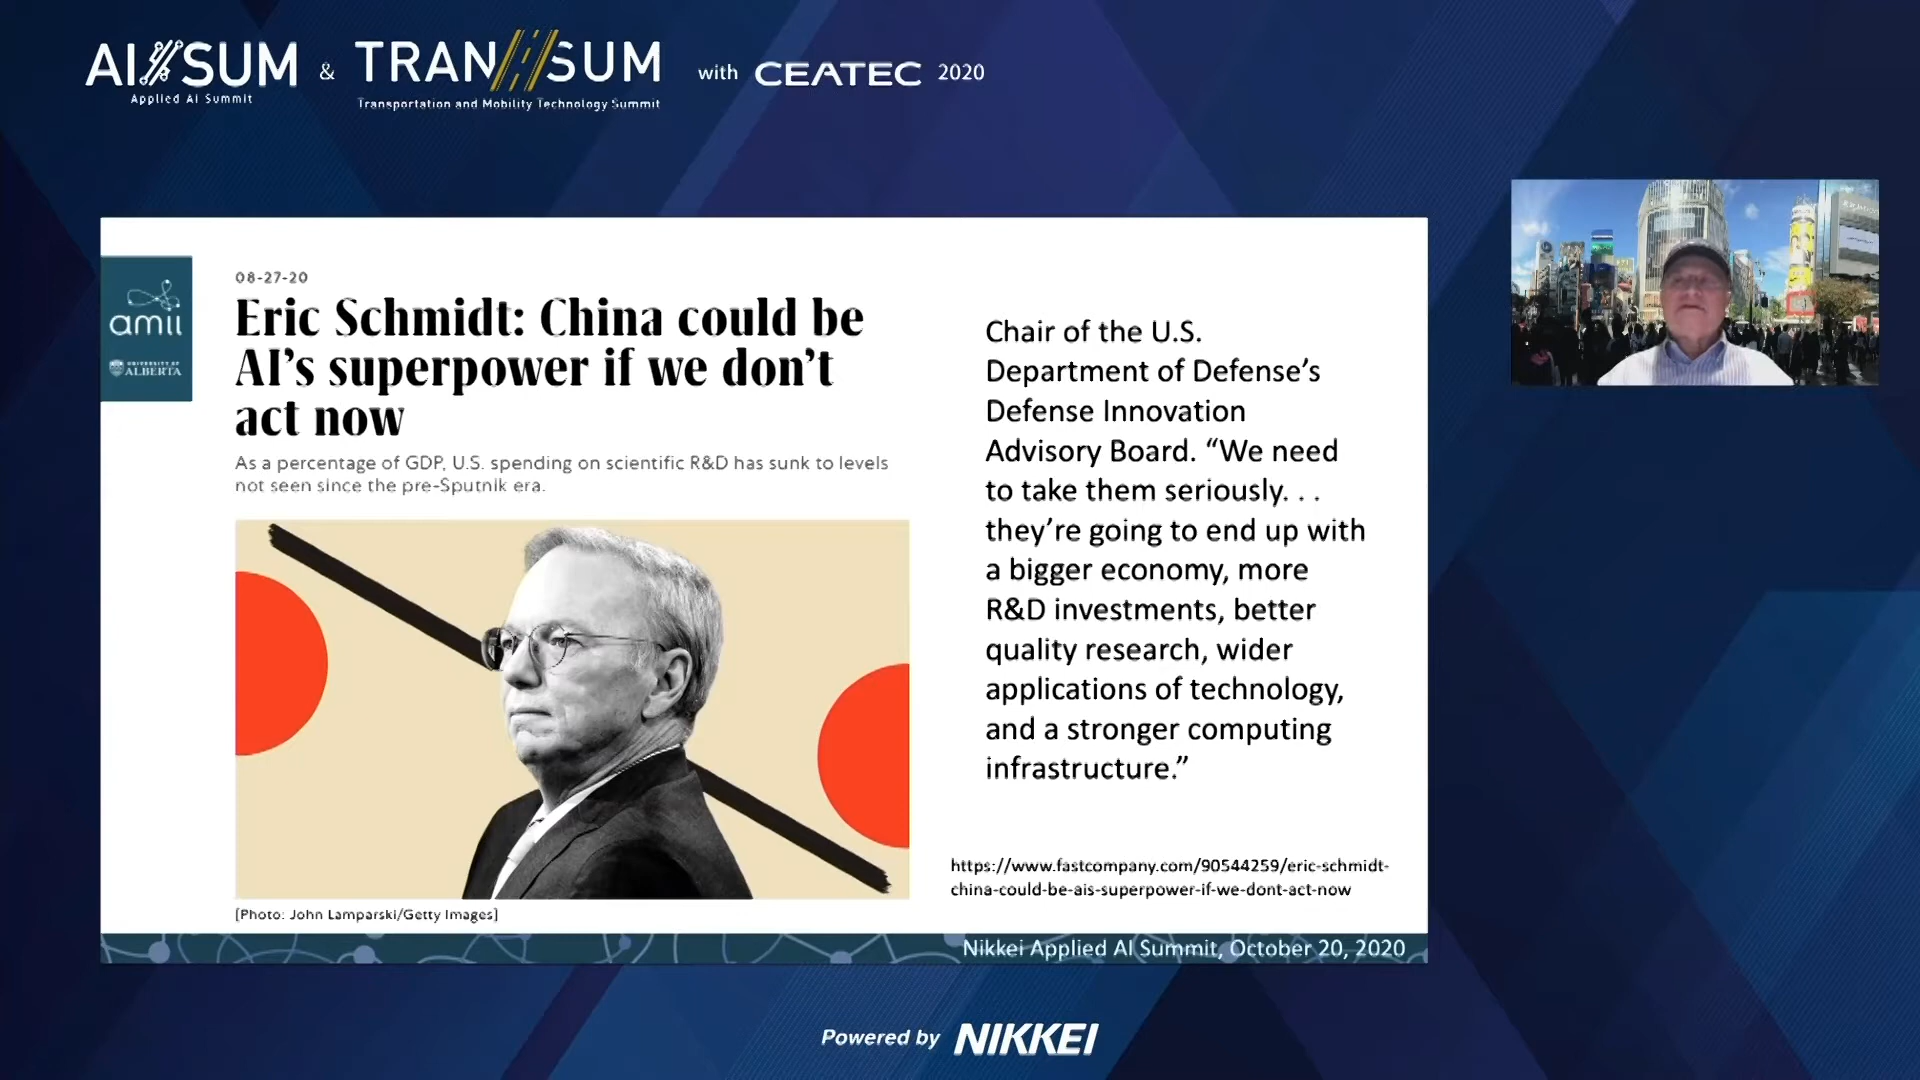 AI//SUM
Applied AI Summit
&
TRAN//SUM
Transportation and Mobility Technology Summit
with CEATEC 2020
amii
UNIVERSITY OF
ALBERTA
08-27-20
Eric Schmidt: China could be
AI’s superpower if we don’t
act now
As a percentage of GDP, U.S. spending on scientific R&D has sunk to levels
not seen since the pre-Sputnik era.
[Photo: John Lamparski/Getty Images]
Chair of the U.S.
Department of Defense’s
Defense Innovation
Advisory Board. “We need
to take them seriously. . .
they’re going to end up with
a bigger economy, more
R&D investments, better
quality research, wider
applications of technology,
and a stronger computing
infrastructure.”
https://www.fastcompany.com/90544259/eric-schmidt-
china-could-be-ais-superpower-if-we-dont-act-now
Nikkei Applied AI Summit, October 20, 2020
Powered by NIKKEI